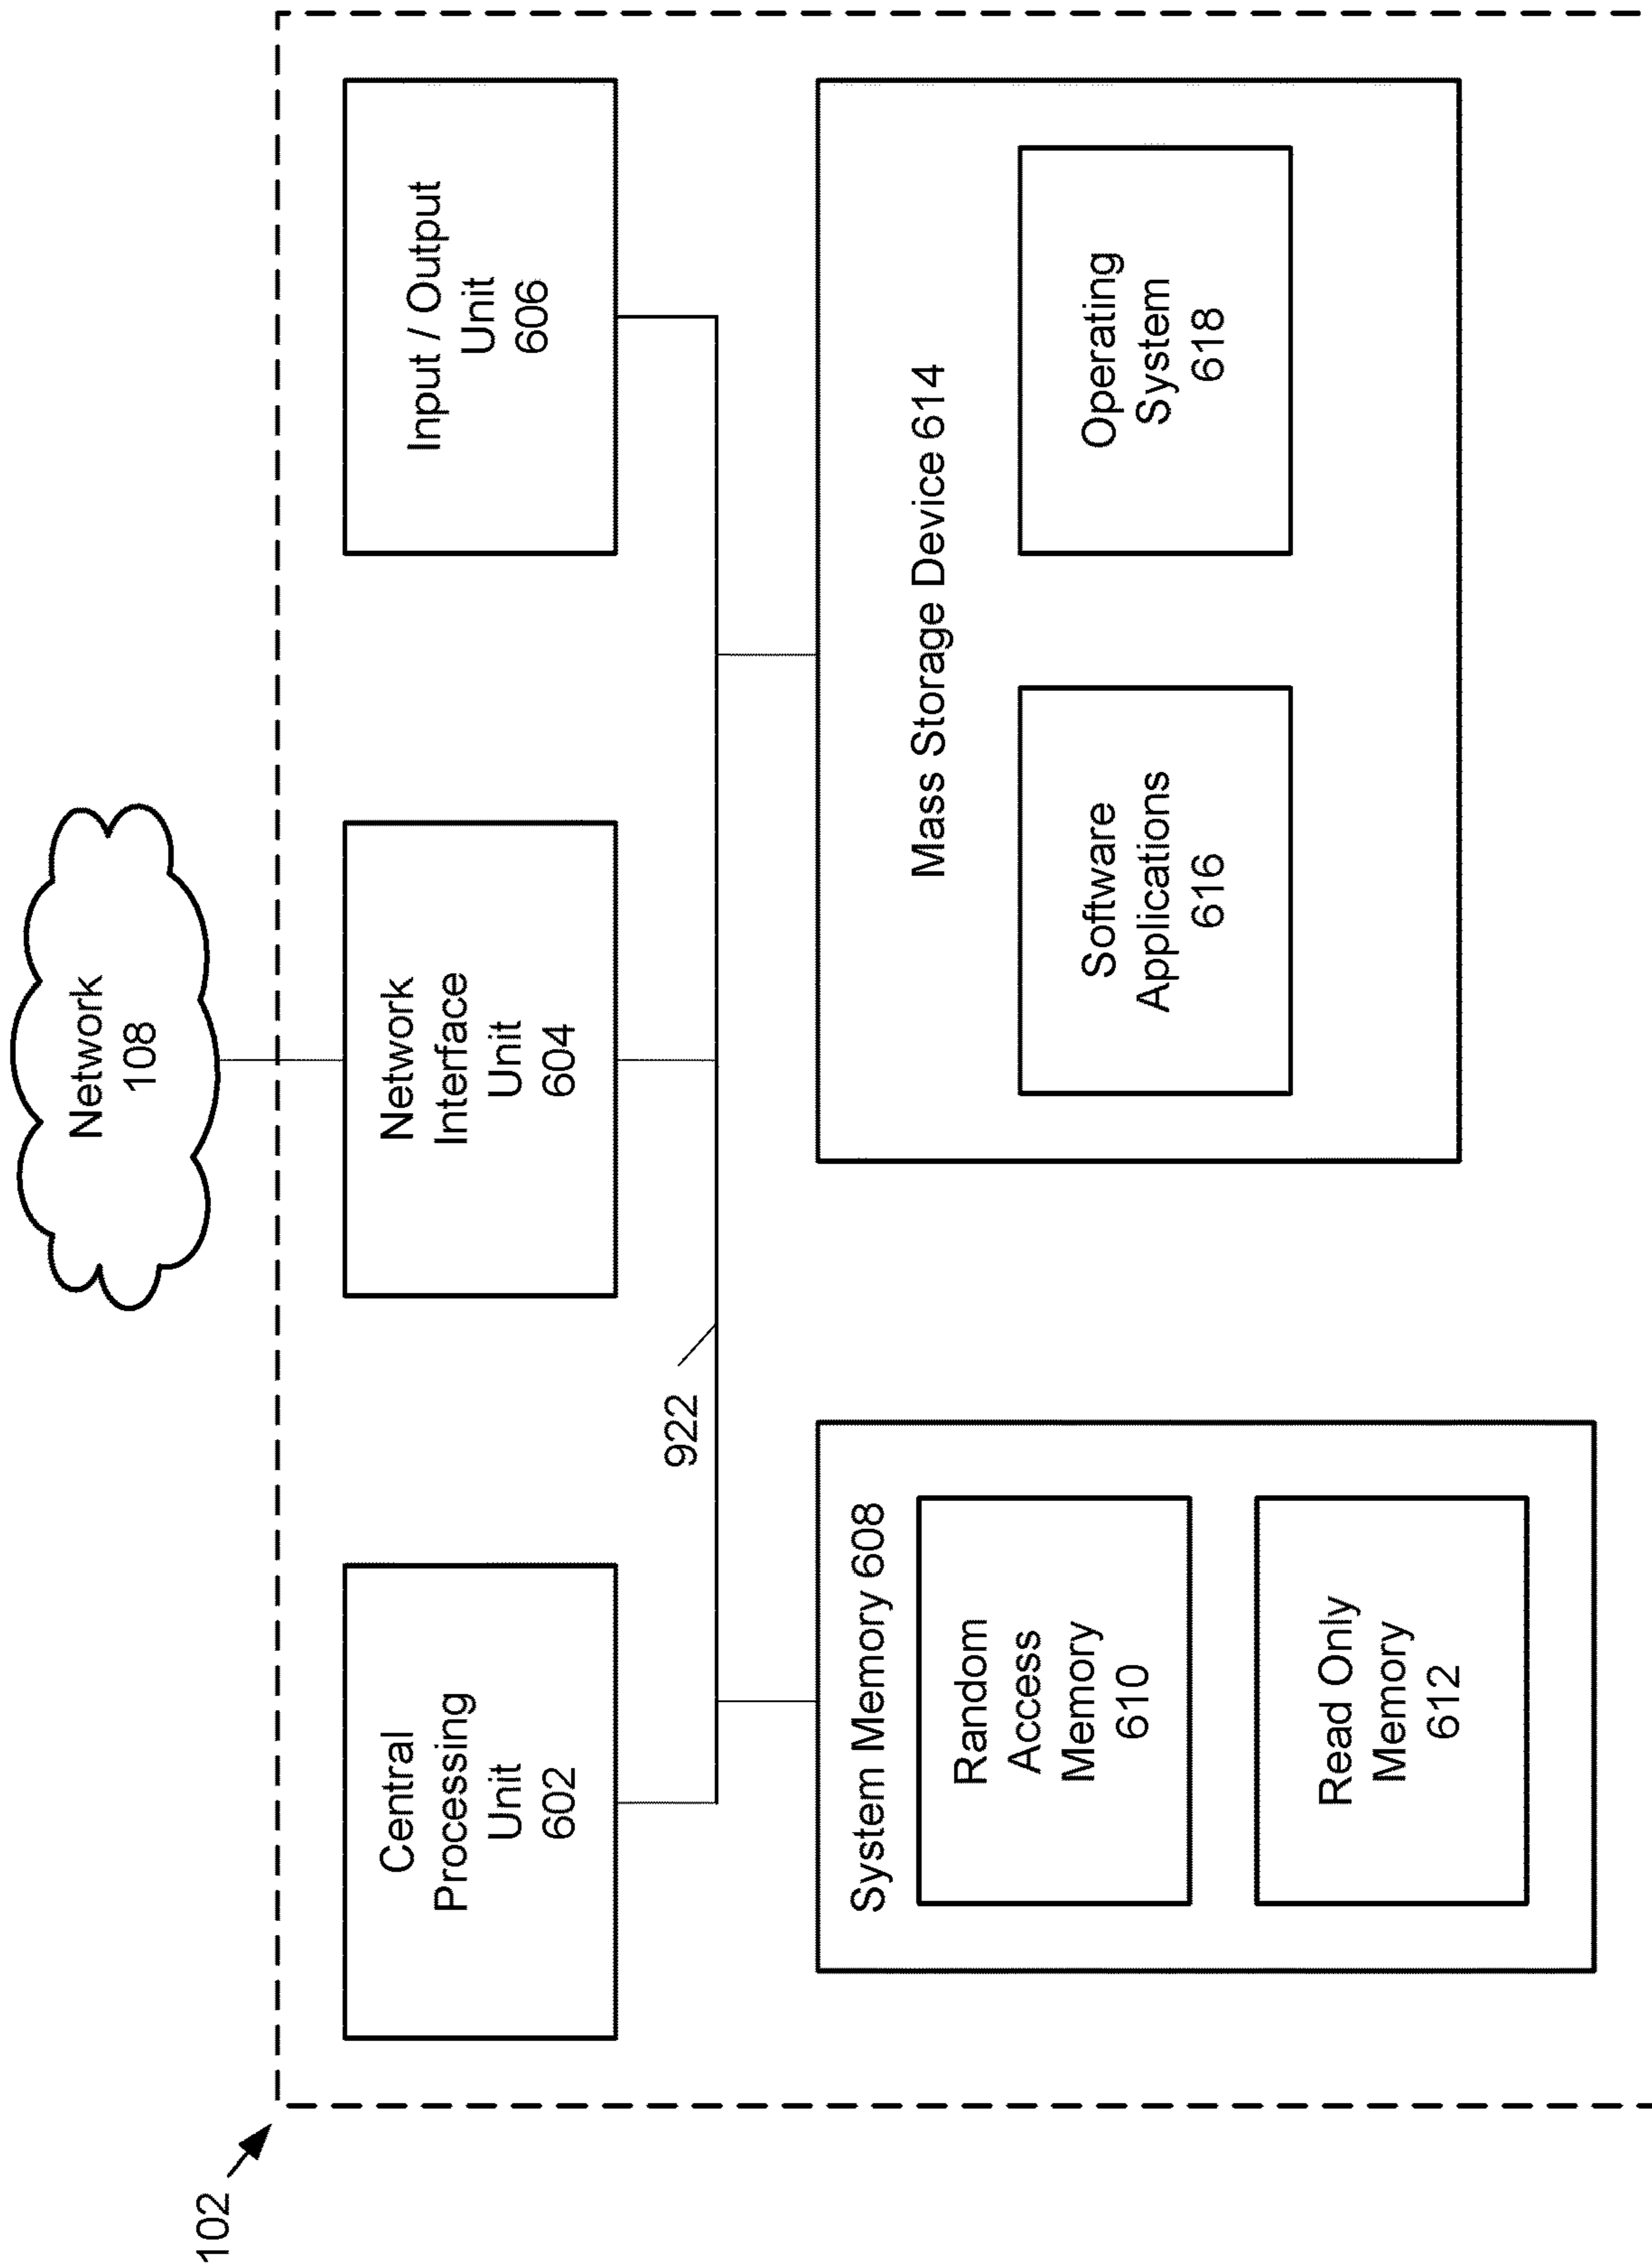 102
Network
108
Central
Processing
Unit
602
Network
Interface
Unit
604
Input / Output
Unit
606
922
System Memory 608
Random
Access
Memory
610
Read Only
Memory
612
Mass Storage Device 614
Software
Applications
616
Operating
System
618